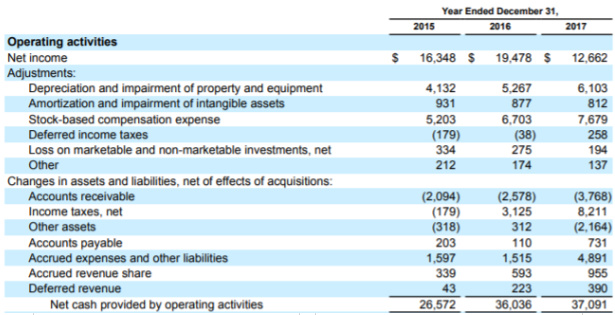 Year Ended December 31,
2015 2016 2017
Operating activities
Net income $ 16,348 $ 19,478 $ 12,662
Adjustments:
Depreciation and impairment of property and equipment 4,132 5,267 6,103
Amortization and impairment of intangible assets 931 877 812
Stock-based compensation expense 5,203 6,703 7,679
Deferred income taxes (179) (38) 258
Loss on marketable and non-marketable investments, net 334 275 194
Other 212 174 137
Changes in assets and liabilities, net of effects of acquisitions:
Accounts receivable (2,094) (2,578) (3,768)
Income taxes, net (179) 3,125 8,211
Other assets (318) 312 (2,164)
Accounts payable 203 110 731
Accrued expenses and other liabilities 1,597 1,515 4,891
Accrued revenue share 339 593 955
Deferred revenue 43 223 390
Net cash provided by operating activities 26,572 36,036 37,091